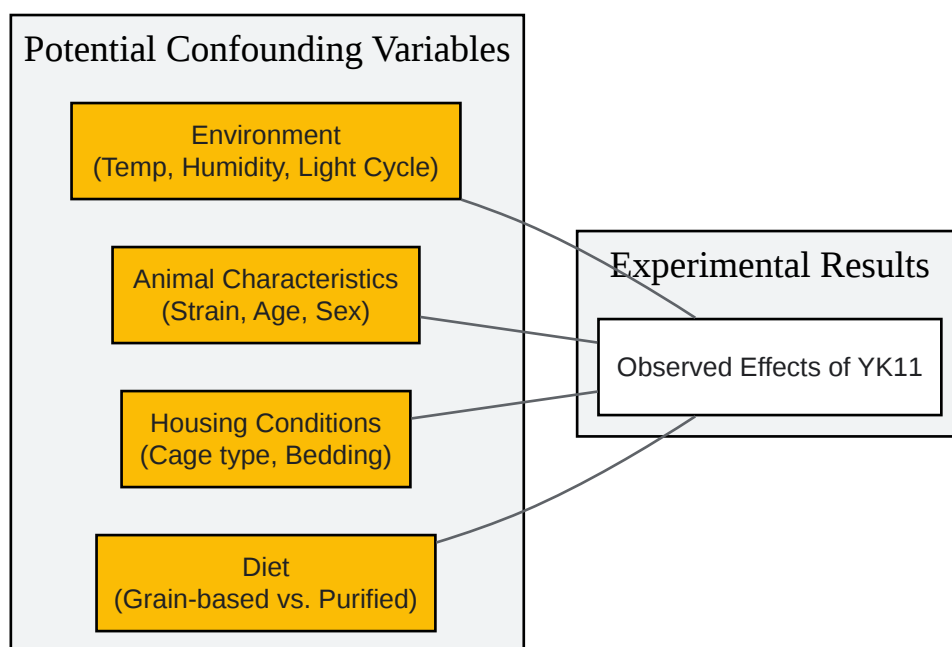 Potential Confounding Variables
Environment
(Temp, Humidity, Light Cycle)
Animal Characteristics
(Strain, Age, Sex)
Housing Conditions
(Cage type, Bedding)
Diet
(Grain-based vs. Purified)
Experimental Results
Observed Effects of YK11